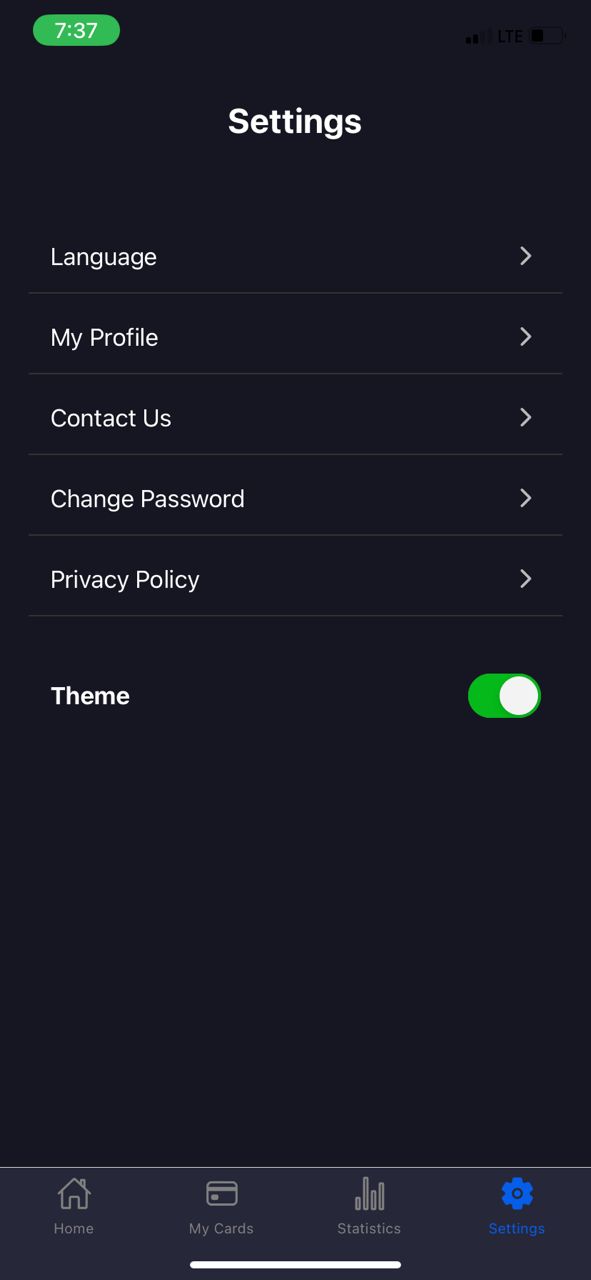 7:37
LTE
Settings
Language
My Profile
Contact Us
Change Password
Privacy Policy
Theme
Home
My Cards
Statistics
Settings